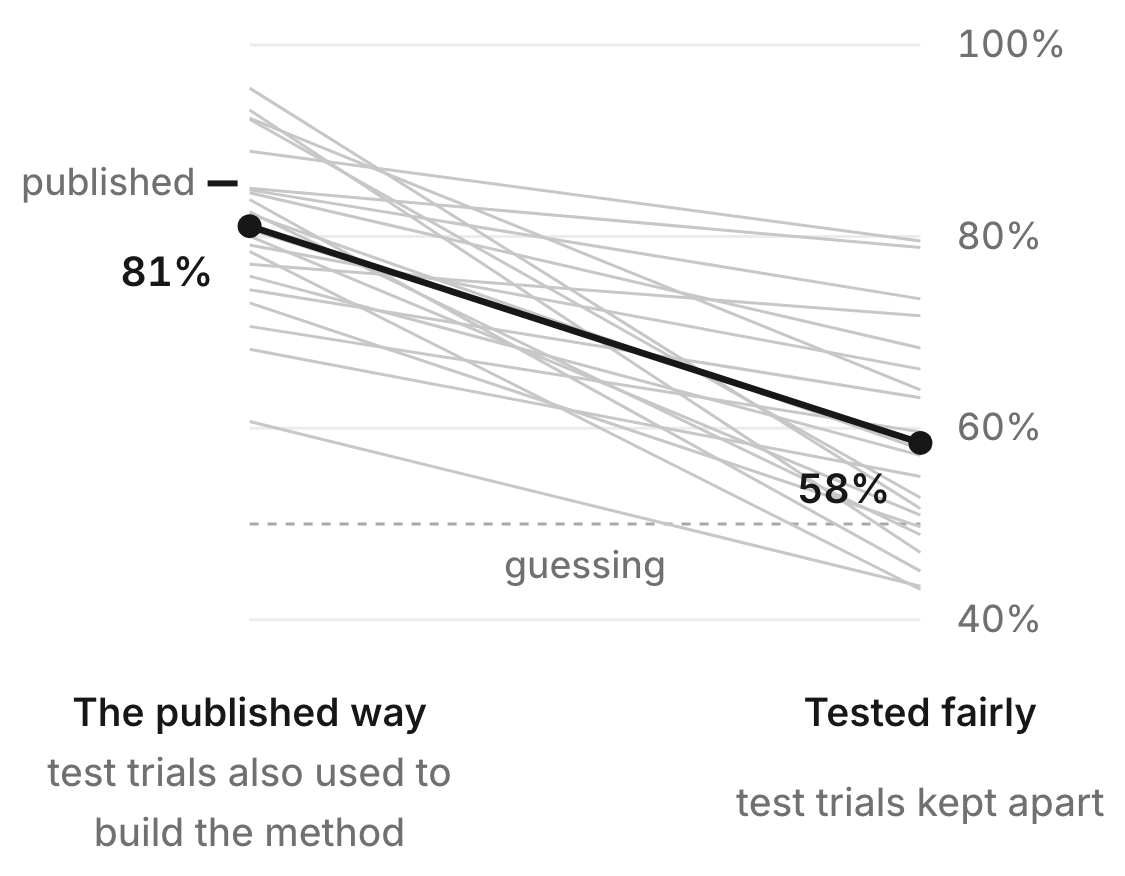 100%
published
80%
81%
60%
58%
guessing
40%
The published way
test trials also used to
build the method
Tested fairly
test trials kept apart